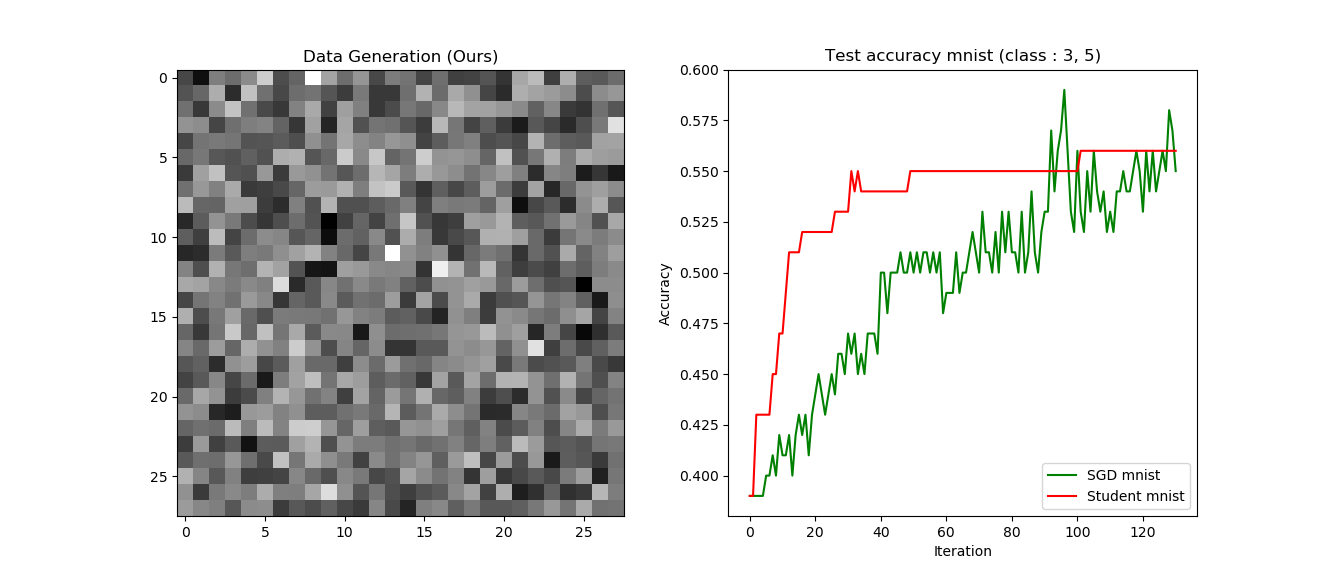 Data Generation (Ours)
0
5
10
15
20
25
0 5 10 15 20 25
Test accuracy mnist (class : 3, 5)
0.600
0.575
0.550
0.525
0.500
0.475
0.450
0.425
0.400
Accuracy
SGD mnist
Student mnist
0 20 40 60 80 100 120
Iteration